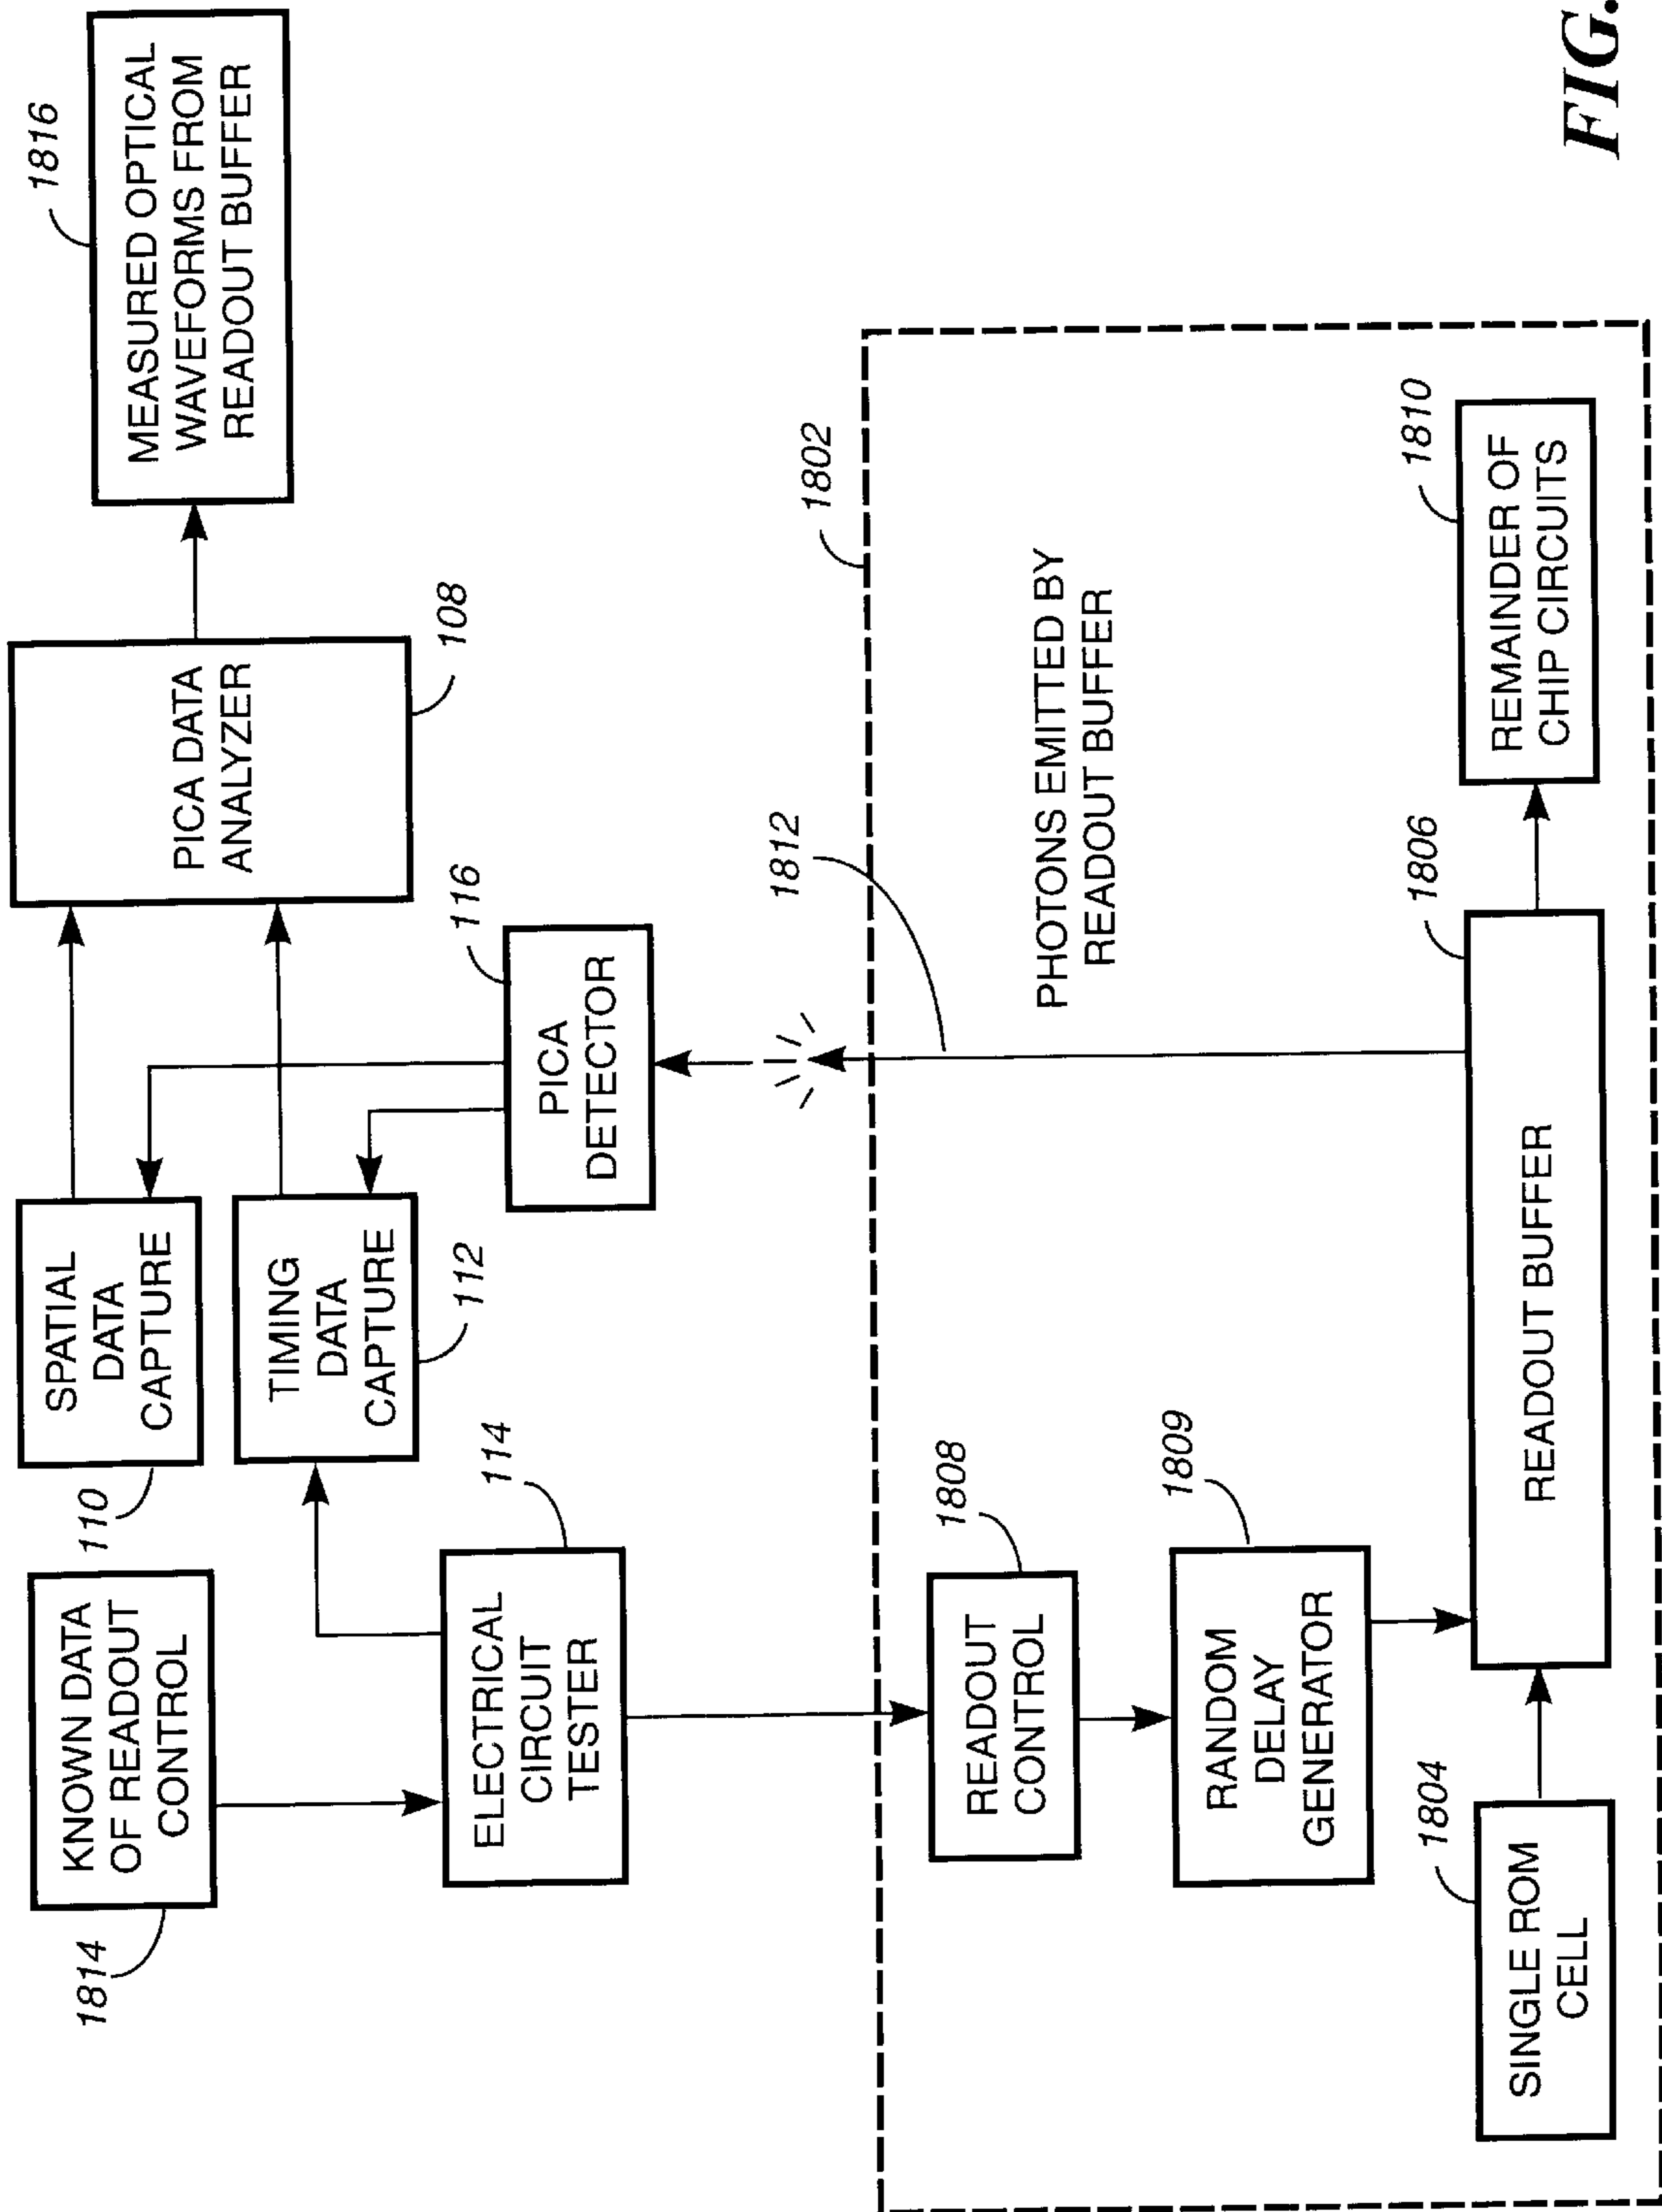 1814
KNOWN DATA
OF READOUT
CONTROL
110
SPATIAL
DATA
CAPTURE
TIMING
DATA
CAPTURE
112
PICA DATA
ANALYZER
108
1816
MEASURED OPTICAL
WAVEFORMS FROM
READOUT BUFFER
ELECTRICAL
CIRCUIT
TESTER
114
PICA
DETECTOR
116
1802
1812
PHOTONS EMITTED BY
READOUT BUFFER
READOUT
CONTROL
1808
RANDOM
DELAY
GENERATOR
1809
SINGLE ROM
CELL
1804
READOUT BUFFER
1806
REMAINDER OF
CHIP CIRCUITS
1810
FIG.